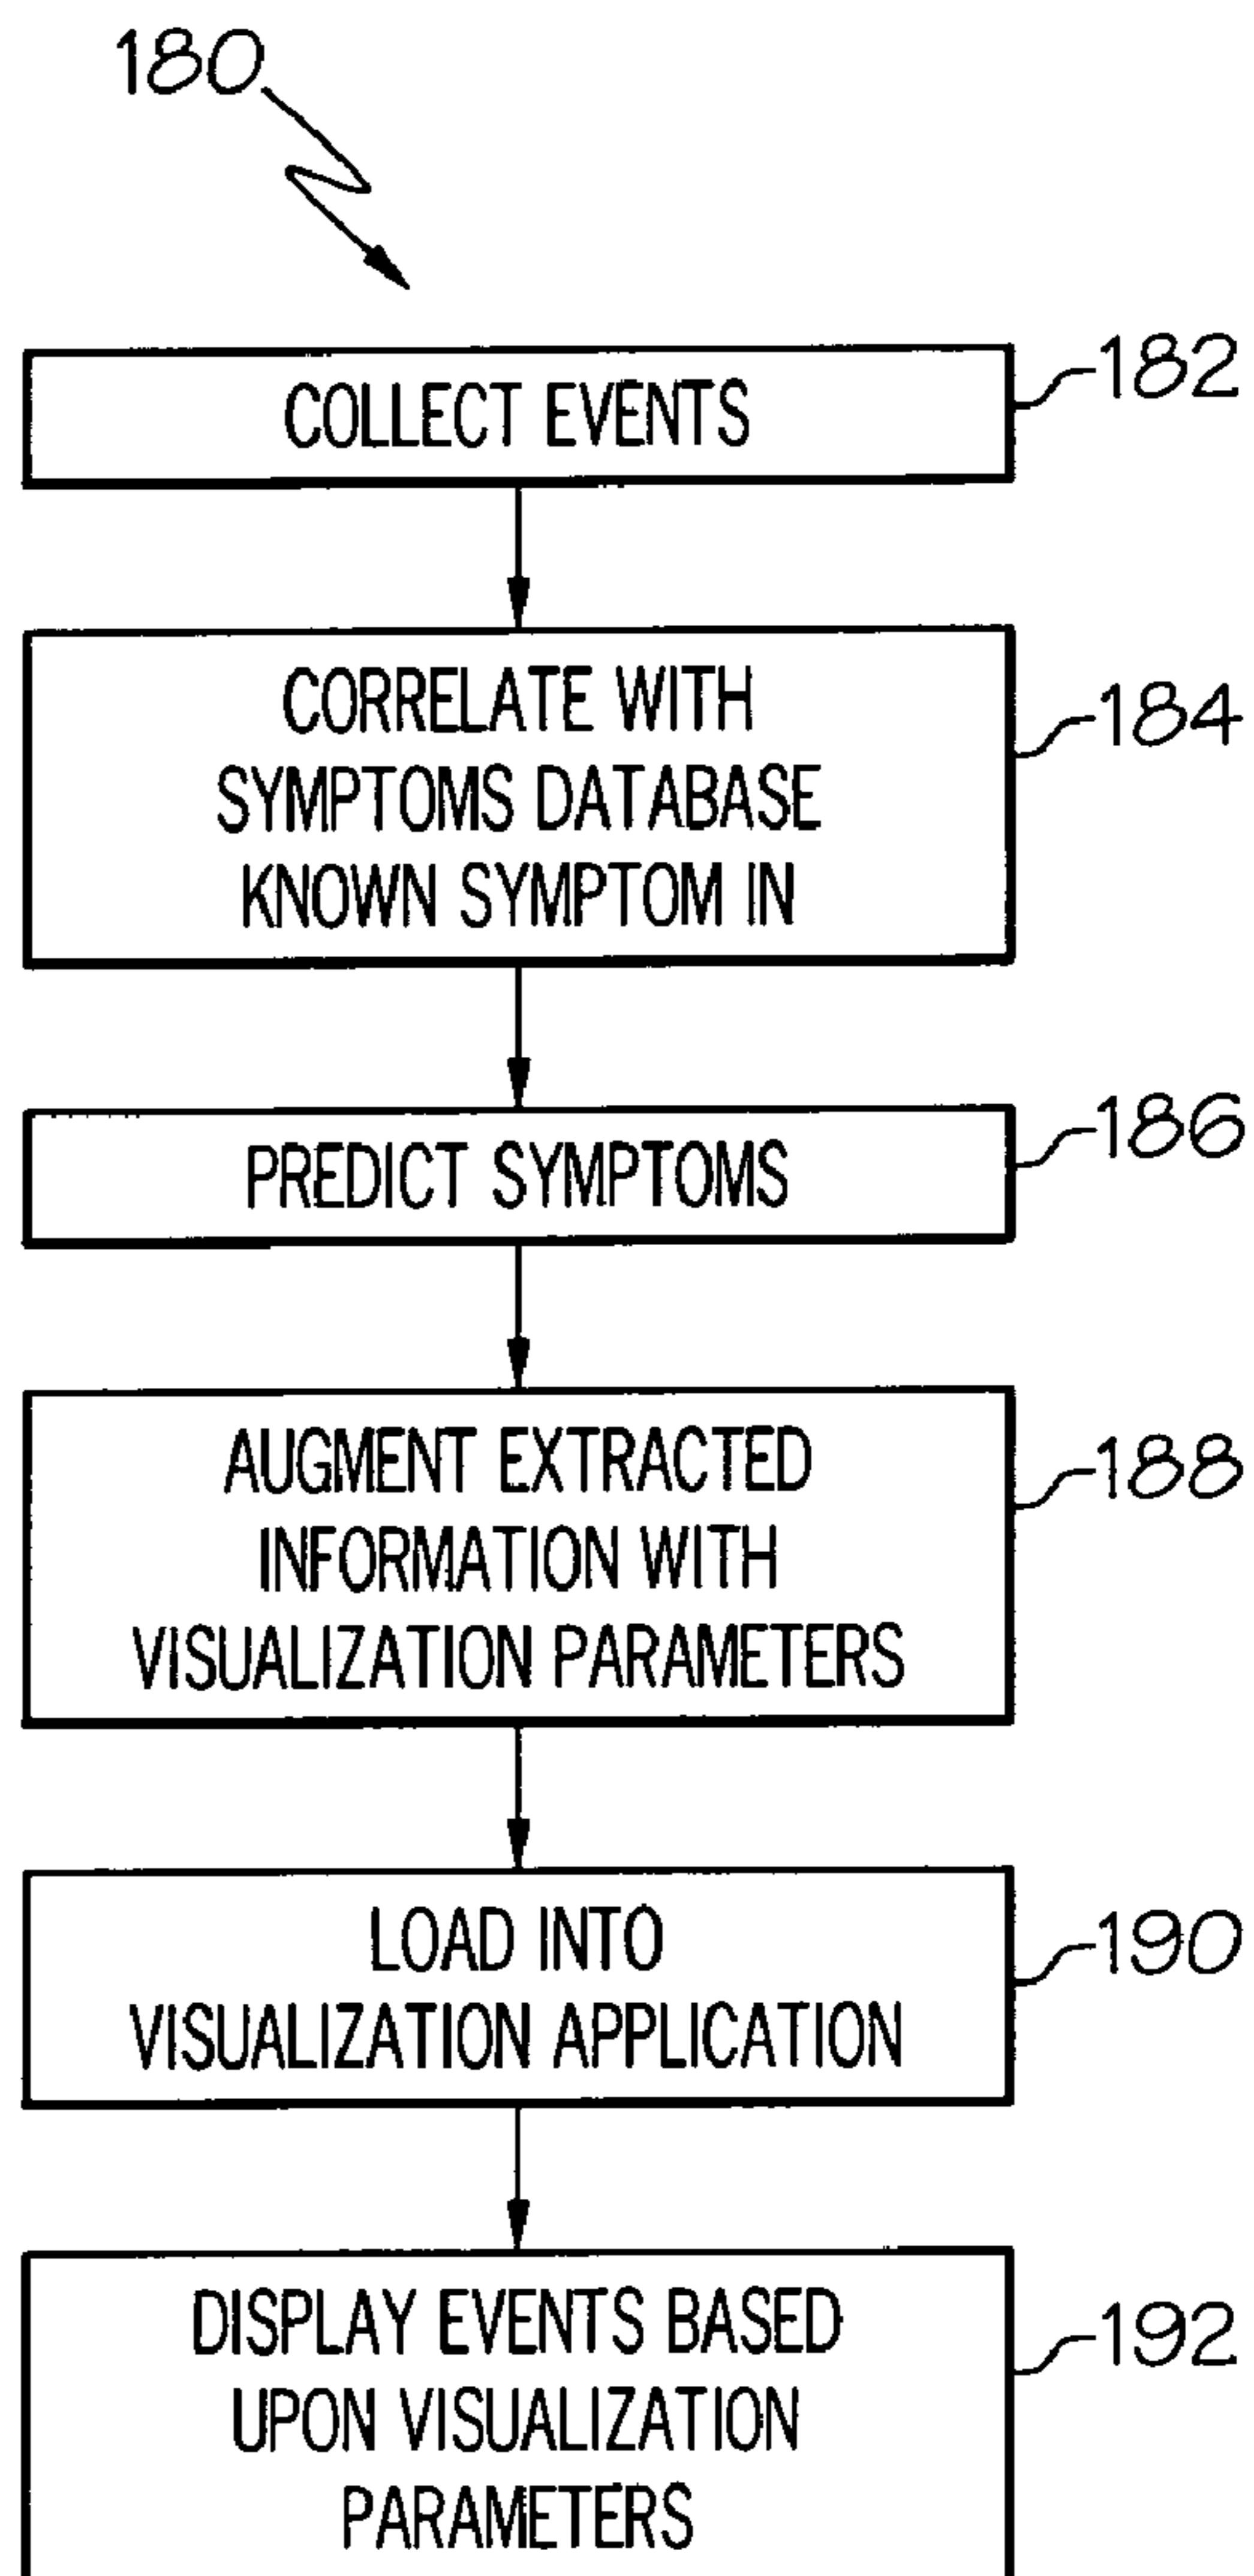 180
COLLECT EVENTS
182
CORRELATE WITH
SYMPTOMS DATABASE
KNOWN SYMPTOM IN
184
PREDICT SYMPTOMS
186
AUGMENT EXTRACTED
INFORMATION WITH
VISUALIZATION PARAMETERS
188
LOAD INTO
VISUALIZATION APPLICATION
190
DISPLAY EVENTS BASED
UPON VISUALIZATION
PARAMETERS
192